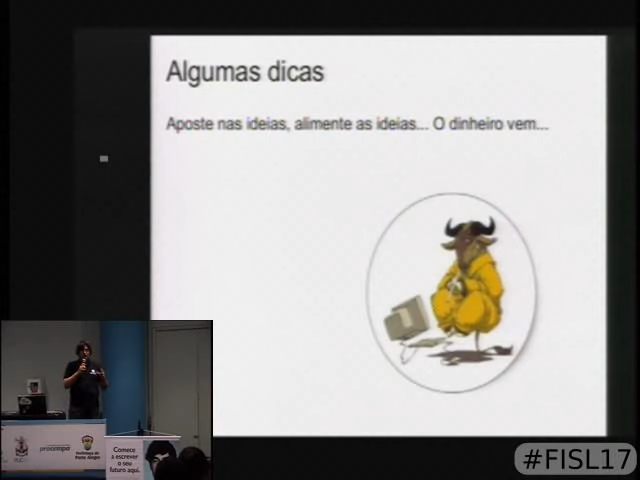 Algumas dicas
Aposte nas ideias, alimente as ideias... O dinheiro vem...
procempa
Prefeitura de
Porto Alegre
Comece
a escrever
o seu
futuro aqui.
#FISL17